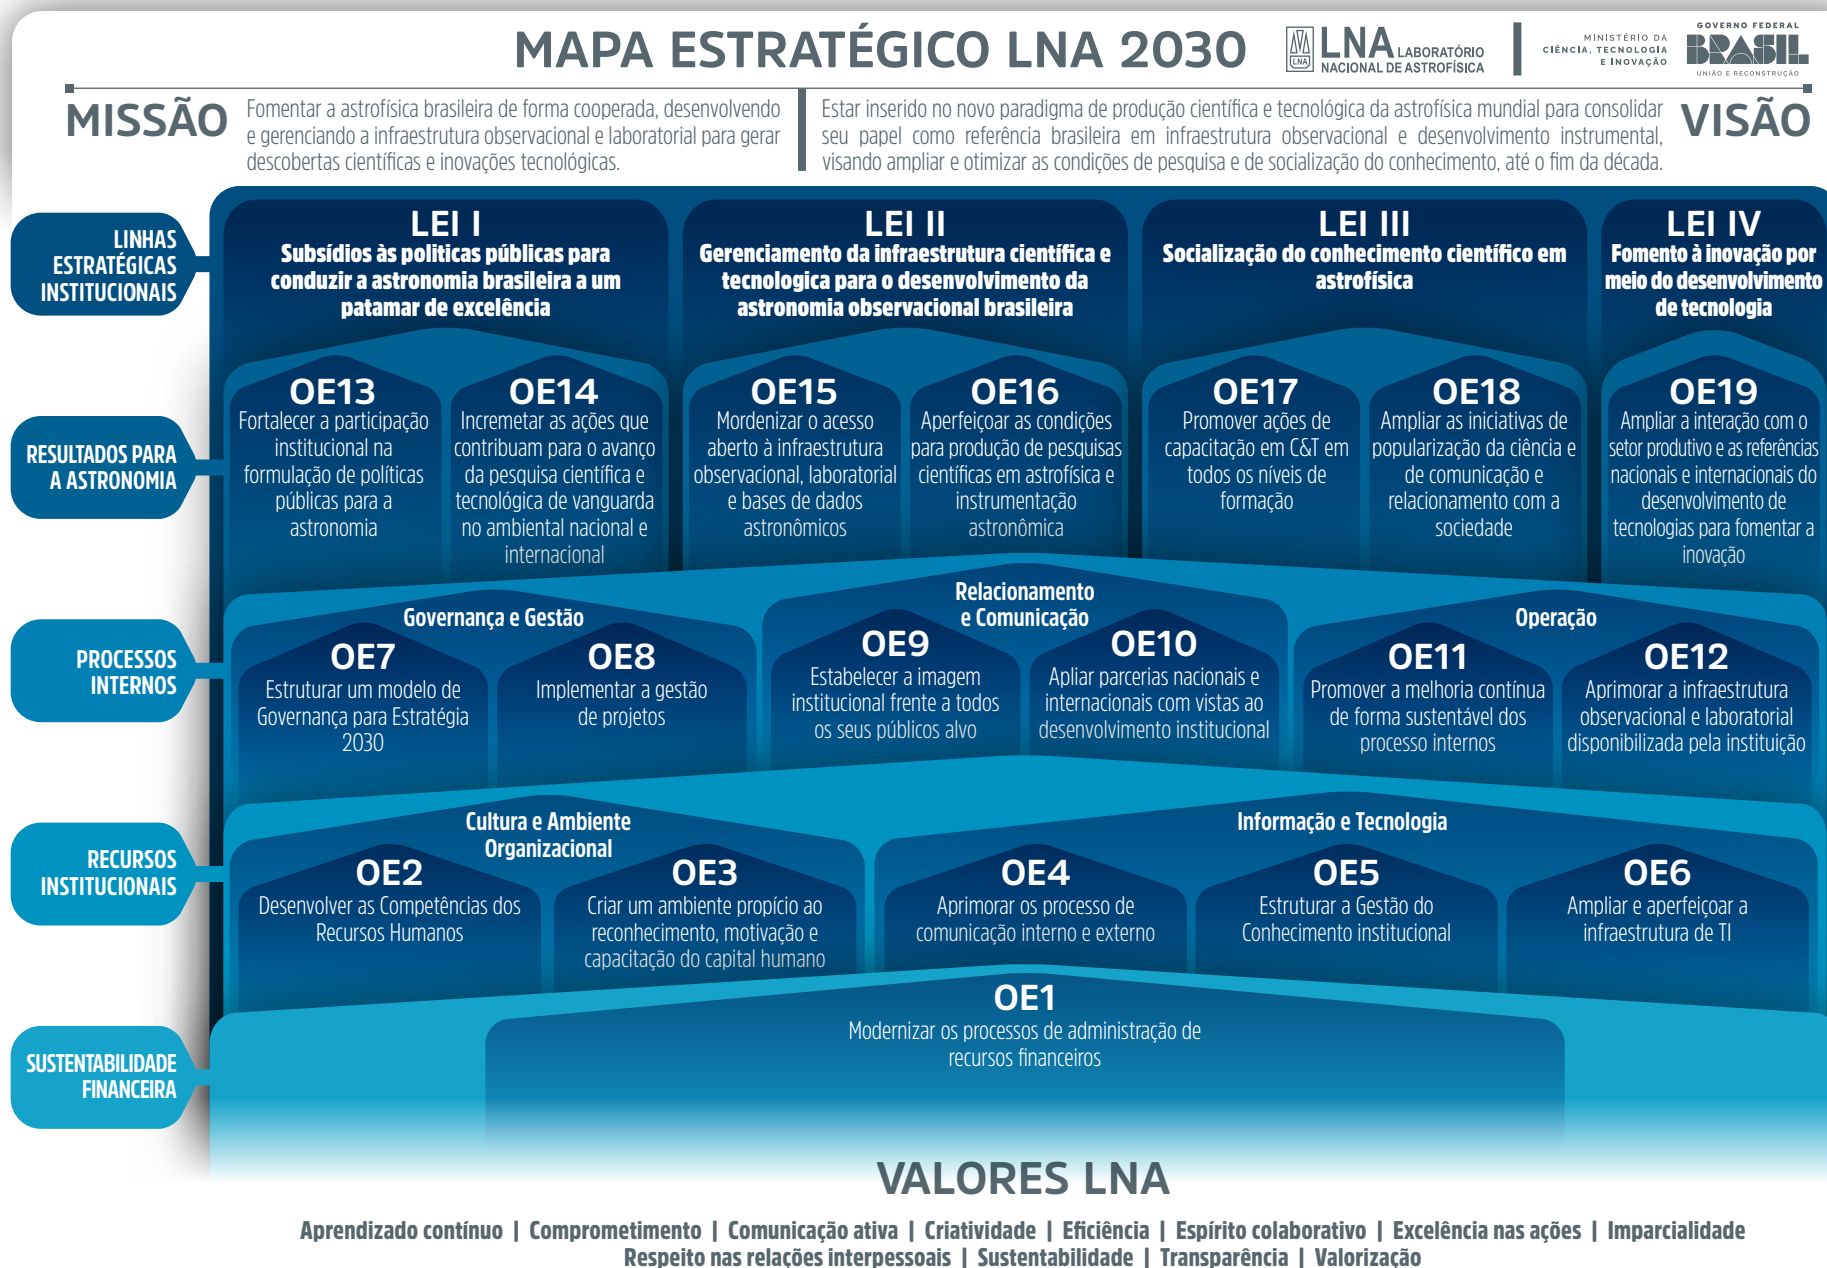 MAPA ESTRATÉGICO LNA 2030
LNA
LNA LABORATÓRIO
NACIONAL DE ASTROFÍSICA
MINISTÉRIO DA
CIÊNCIA, TECNOLOGIA
E INOVAÇÃO
GOVERNO FEDERAL
BRASIL
UNIÃO E RECONSTRUÇÃO
MISSÃO
Fomentar a astrofísica brasileira de forma cooperada, desenvolvendo
e gerenciando a infraestrutura observacional e laboratorial para gerar
descobertas científicas e inovações tecnológicas.
Estar inserido no novo paradigma de produção científica e tecnológica da astrofísica mundial para consolidar
seu papel como referência brasileira em infraestrutura observacional e desenvolvimento instrumental,
visando ampliar e otimizar as condições de pesquisa e de socialização do conhecimento, até o fim da década.
VISÃO
LINHAS
ESTRATÉGICAS
INSTITUCIONAIS
LEI I
Subsídios às politicas públicas para
conduzir a astronomia brasileira a um
patamar de excelência
LEI II
Gerenciamento da infraestrutura científica e
tecnologica para o desenvolvimento da
astronomia observacional brasileira
LEI III
Socialização do conhecimento científico em
astrofísica
LEI IV
Fomento à inovação por
meio do desenvolvimento
de tecnologia
RESULTADOS PARA
A ASTRONOMIA
OE13
Fortalecer a participação
institucional na
formulação de políticas
públicas para a
astronomia
OE14
Incremetar as ações que
contribuam para o avanço
da pesquisa científica e
tecnológica de vanguarda
no ambiental nacional e
internacional
OE15
Mordenizar o acesso
aberto à infraestrutura
observacional, laboratorial
e bases de dados
astronômicos
OE16
Aperfeiçoar as condições
para produção de pesquisas
científicas em astrofísica e
instrumentação
astronômica
OE17
Promover ações de
capacitação em C&T em
todos os níveis de
formação
OE18
Ampliar as iniciativas de
popularização da ciência e
de comunicação e
relacionamento com a
sociedade
OE19
Ampliar a interação com o
setor produtivo e as referências
nacionais e internacionais do
desenvolvimento de
tecnologias para fomentar a
inovação
PROCESSOS
INTERNOS
Governança e Gestão
OE7
Estruturar um modelo de
Governança para Estratégia
2030
OE8
Implementar a gestão
de projetos
Relacionamento
e Comunicação
OE9
Estabelecer a imagem
institucional frente a todos
os seus públicos alvo
OE10
Apliar parcerias nacionais e
internacionais com vistas ao
desenvolvimento institucional
Operação
OE11
Promover a melhoria contínua
de forma sustentável dos
processo internos
OE12
Aprimorar a infraestrutura
observacional e laboratorial
disponibilizada pela instituição
RECURSOS
INSTITUCIONAIS
Cultura e Ambiente
Organizacional
OE2
Desenvolver as Competências dos
Recursos Humanos
OE3
Criar um ambiente propício ao
reconhecimento, motivação e
capacitação do capital humano
Informação e Tecnologia
OE4
Aprimorar os processo de
comunicação interno e externo
OE5
Estruturar a Gestão do
Conhecimento institucional
OE6
Ampliar e aperfeiçoar a
infraestrutura de TI
SUSTENTABILIDADE
FINANCEIRA
OE1
Modernizar os processos de administração de
recursos financeiros
VALORES LNA
Aprendizado contínuo | Comprometimento | Comunicação ativa | Criatividade | Eficiência | Espírito colaborativo | Excelência nas ações | Imparcialidade
Respeito nas relações interpessoais | Sustentabilidade | Transparência | Valorização